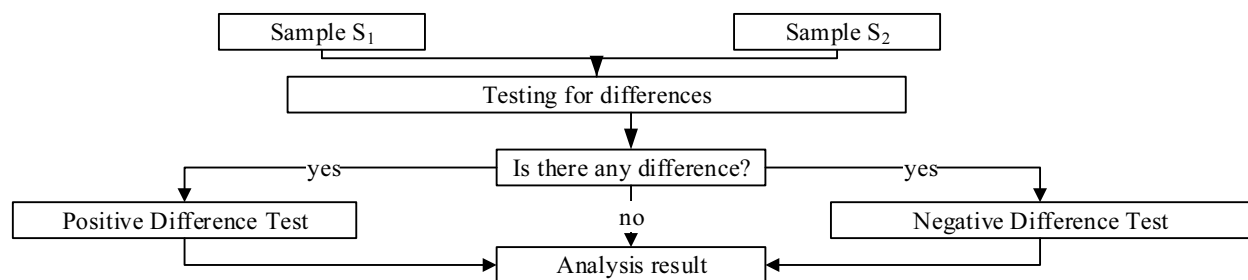 Sample S₁
Sample S₂
Testing for differences
Is there any difference?
yes
yes
Positive Difference Test
no
Negative Difference Test
Analysis result